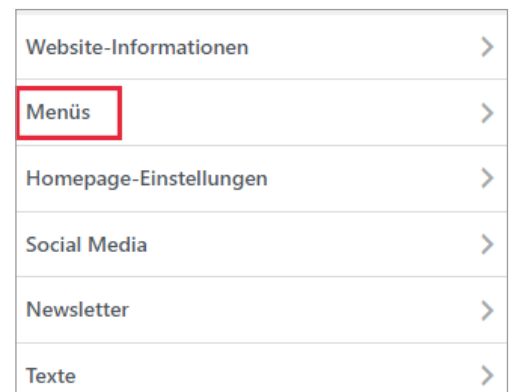 Website-Informationen
Menüs
Homepage-Einstellungen
Social Media
Newsletter
Texte